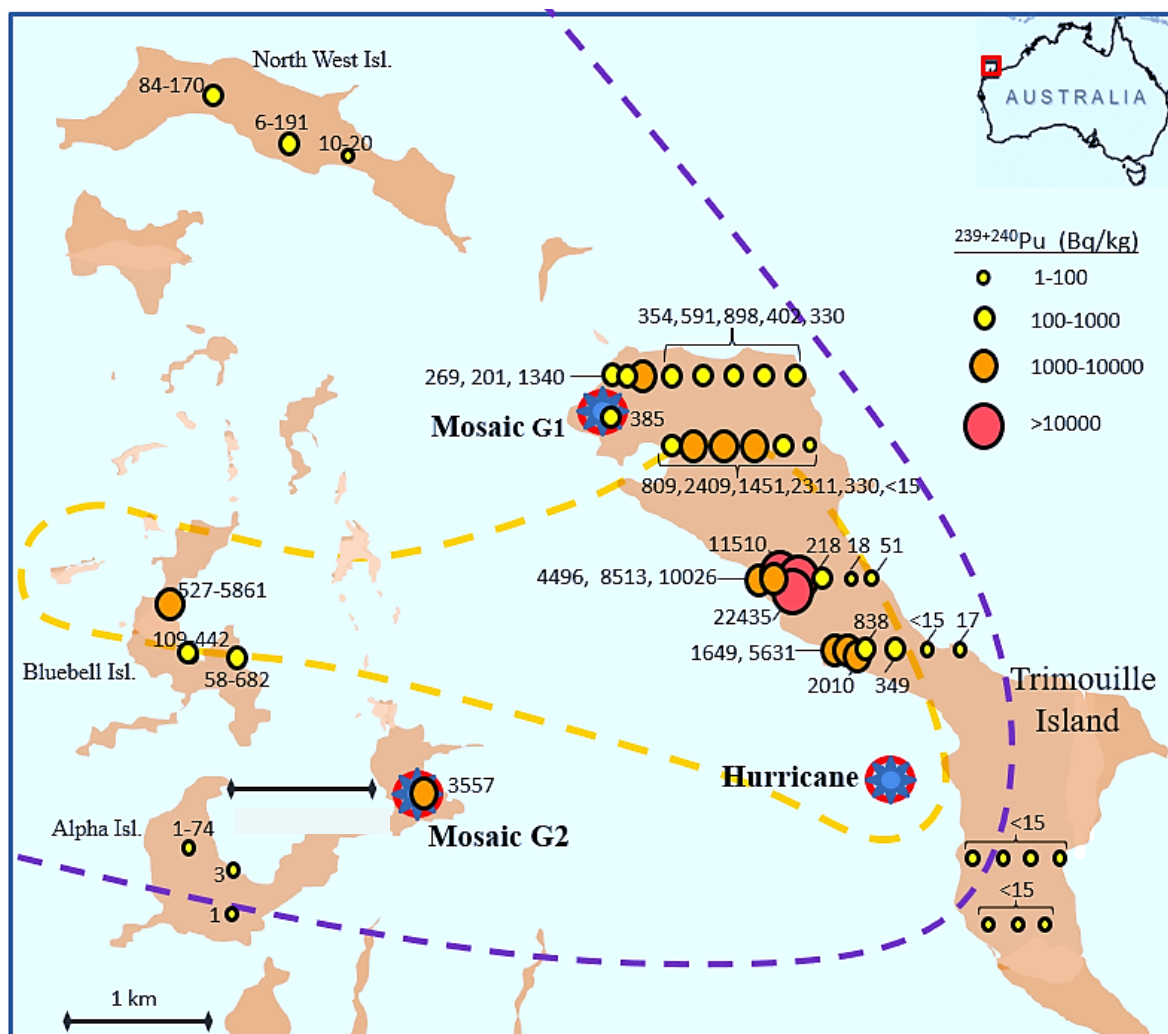 North West Isl.
84-170
6-191
10-20
AUSTRALIA
239+240Pu (Bq/kg)
1-100
100-1000
1000-10000
>10000
354,591,898,402,330
269, 201, 1340
Mosaic G1
385
809,2409,1451,2311,330,<15
11510
218
18
51
4496, 8513, 10026
22435
527-5861
109-442
58-682
Bluebell Isl.
838
<15
17
1649, 5631
2010
349
Trimouille
Island
Hurricane
3557
Mosaic G2
Alpha Isl.
1-74
3
1
<15
<15
1 km